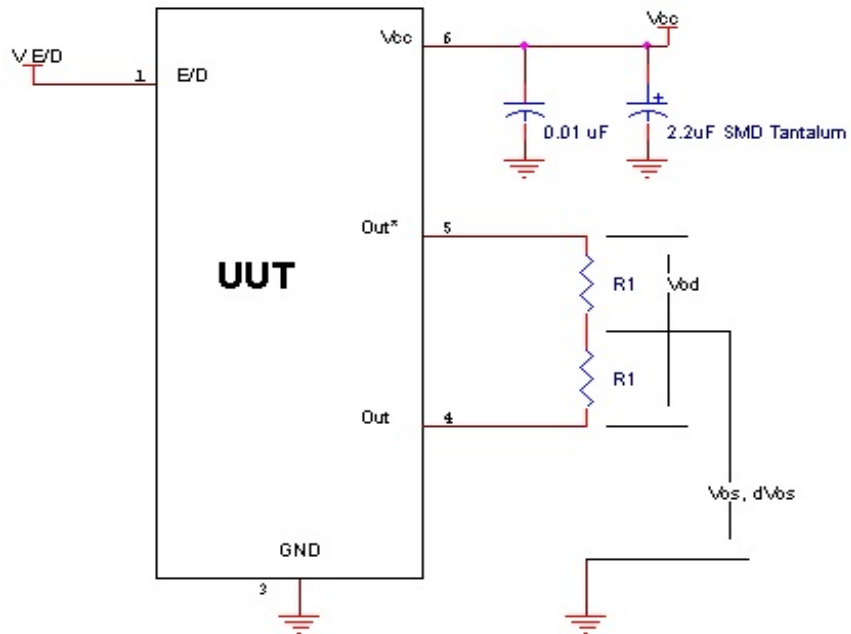 Vcc
V E/D
Vcc 6
1 E/D
0.01 uF
+
2.2uF SMD Tantalum
Out* 5
UUT
R1
Vod
R1
Out 4
Vos, dVos
GND
3